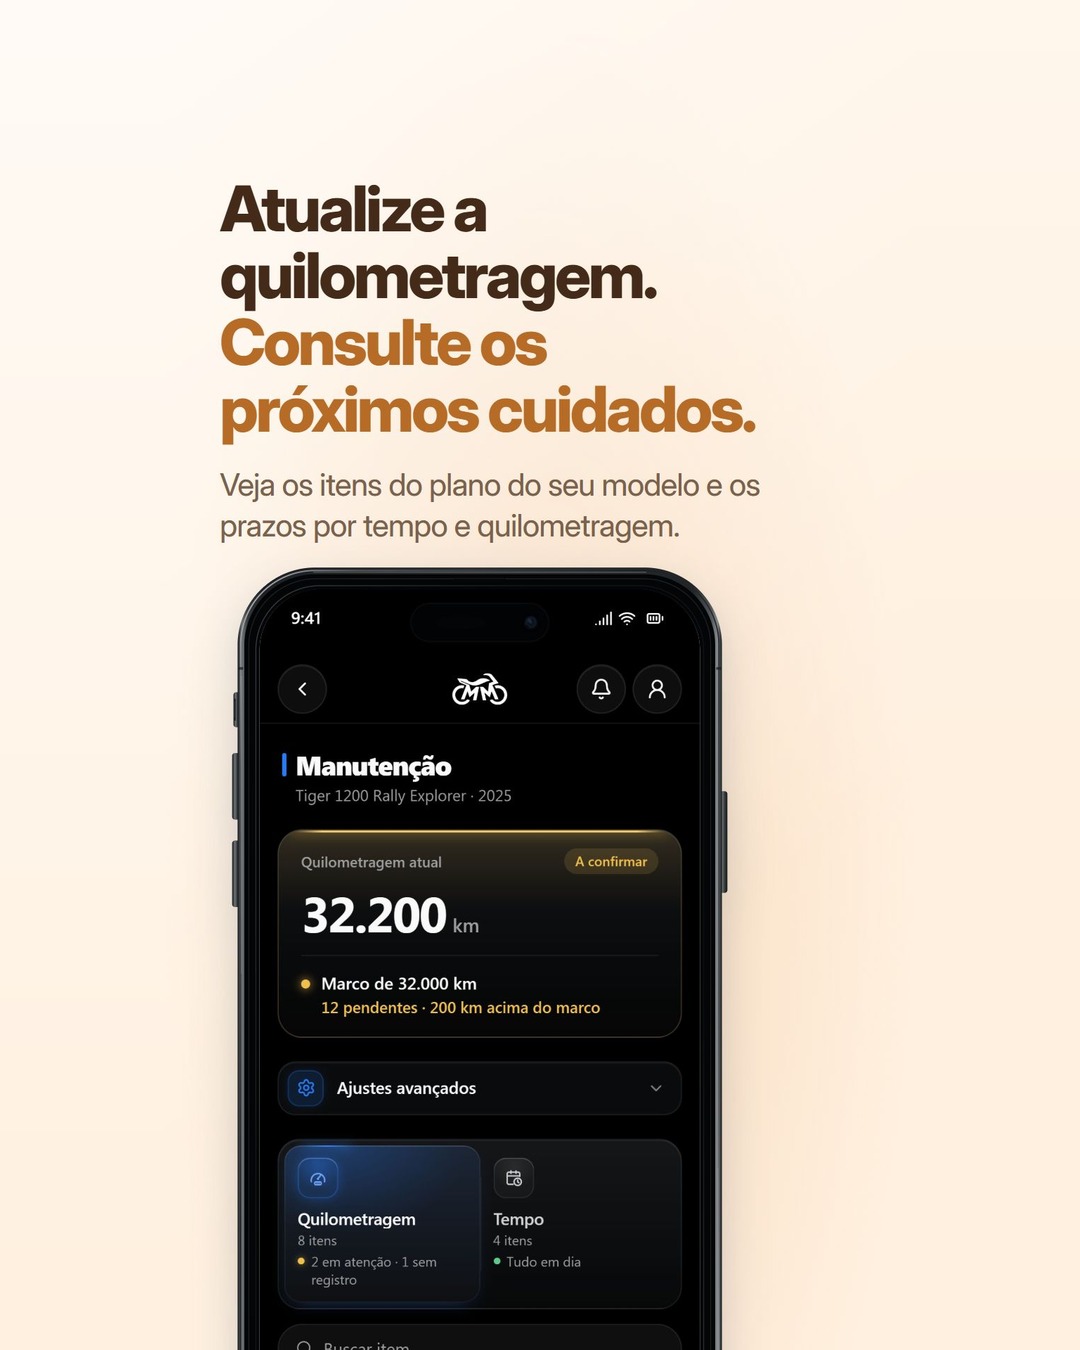 Atualize a
quilometragem.
Consulte os
próximos cuidados.
Veja os itens do plano do seu modelo e os
prazos por tempo e quilometragem.
9:41
MM
Manutenção
Tiger 1200 Rally Explorer · 2025
Quilometragem atual
A confirmar
32.200 km
Marco de 32.000 km
12 pendentes · 200 km acima do marco
Ajustes avançados
Quilometragem
8 itens
2 em atenção · 1 sem
registro
Tempo
4 itens
Tudo em dia
Buscar item